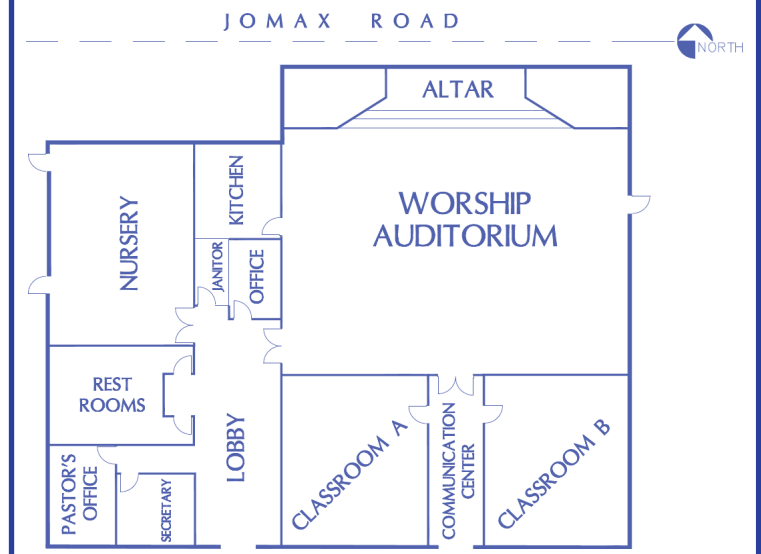 JOMAX ROAD
NORTH
ALTAR
WORSHIP
AUDITORIUM
KITCHEN
NURSERY
JANITOR
OFFICE
REST
ROOMS
LOBBY
CLASSROOM A
COMMUNICATION
CENTER
CLASSROOM B
PASTOR'S
OFFICE
SECRETARY